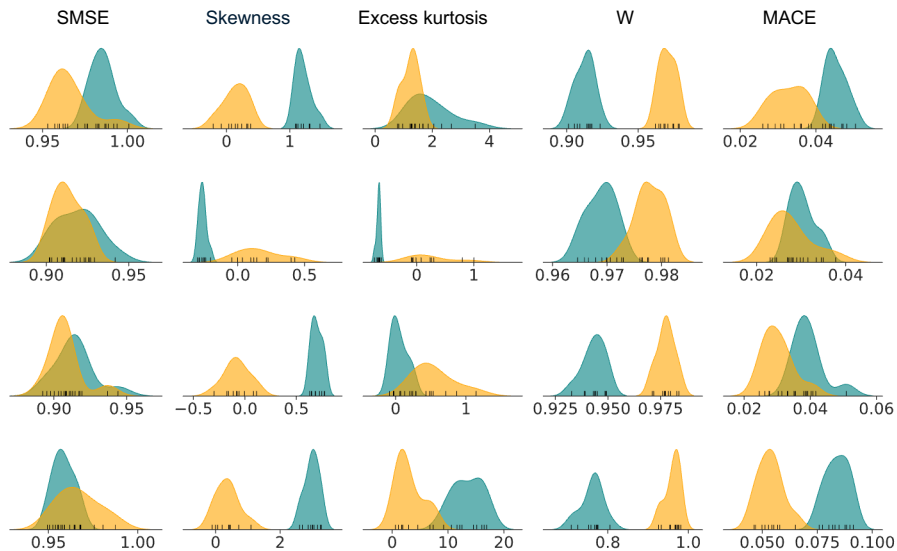 SMSE Skewness Excess kurtosis W MACE
0.95 1.00 0 1 0 2 4 0.90 0.95 0.02 0.04
0.90 0.95 0.0 0.5 0 1 0.96 0.97 0.98 0.02 0.04
0.90 0.95 −0.5 0.0 0.5 0 1 0.925 0.950 0.975 0.02 0.04 0.06
0.95 1.00 0 2 0 10 20 0.8 1.0 0.050 0.075 0.100